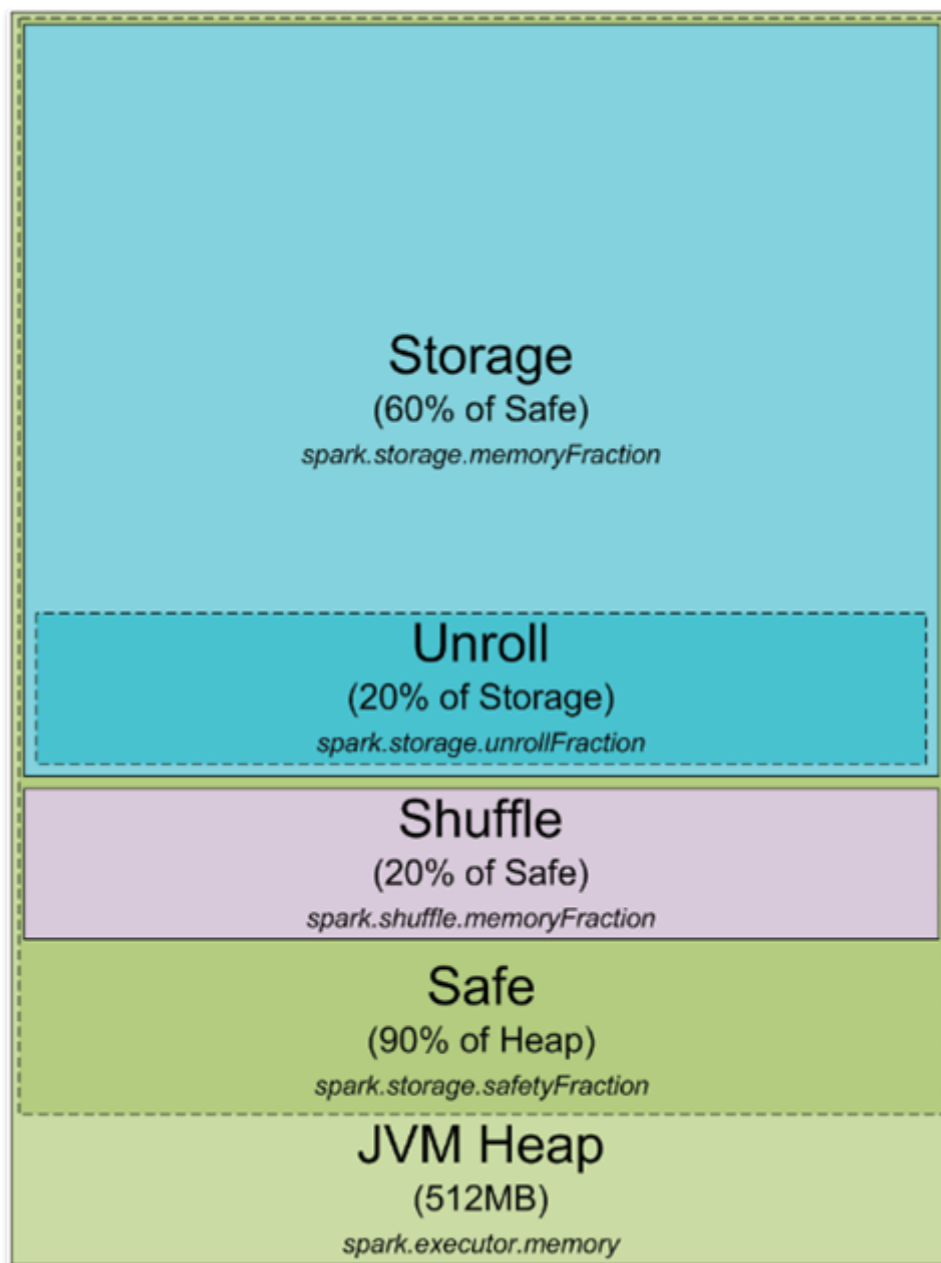 Storage
(60% of Safe)
spark.storage.memoryFraction
Unroll
(20% of Storage)
spark.storage.unrollFraction
Shuffle
(20% of Safe)
spark.shuffle.memoryFraction
Safe
(90% of Heap)
spark.storage.safetyFraction
JVM Heap
(512MB)
spark.executor.memory